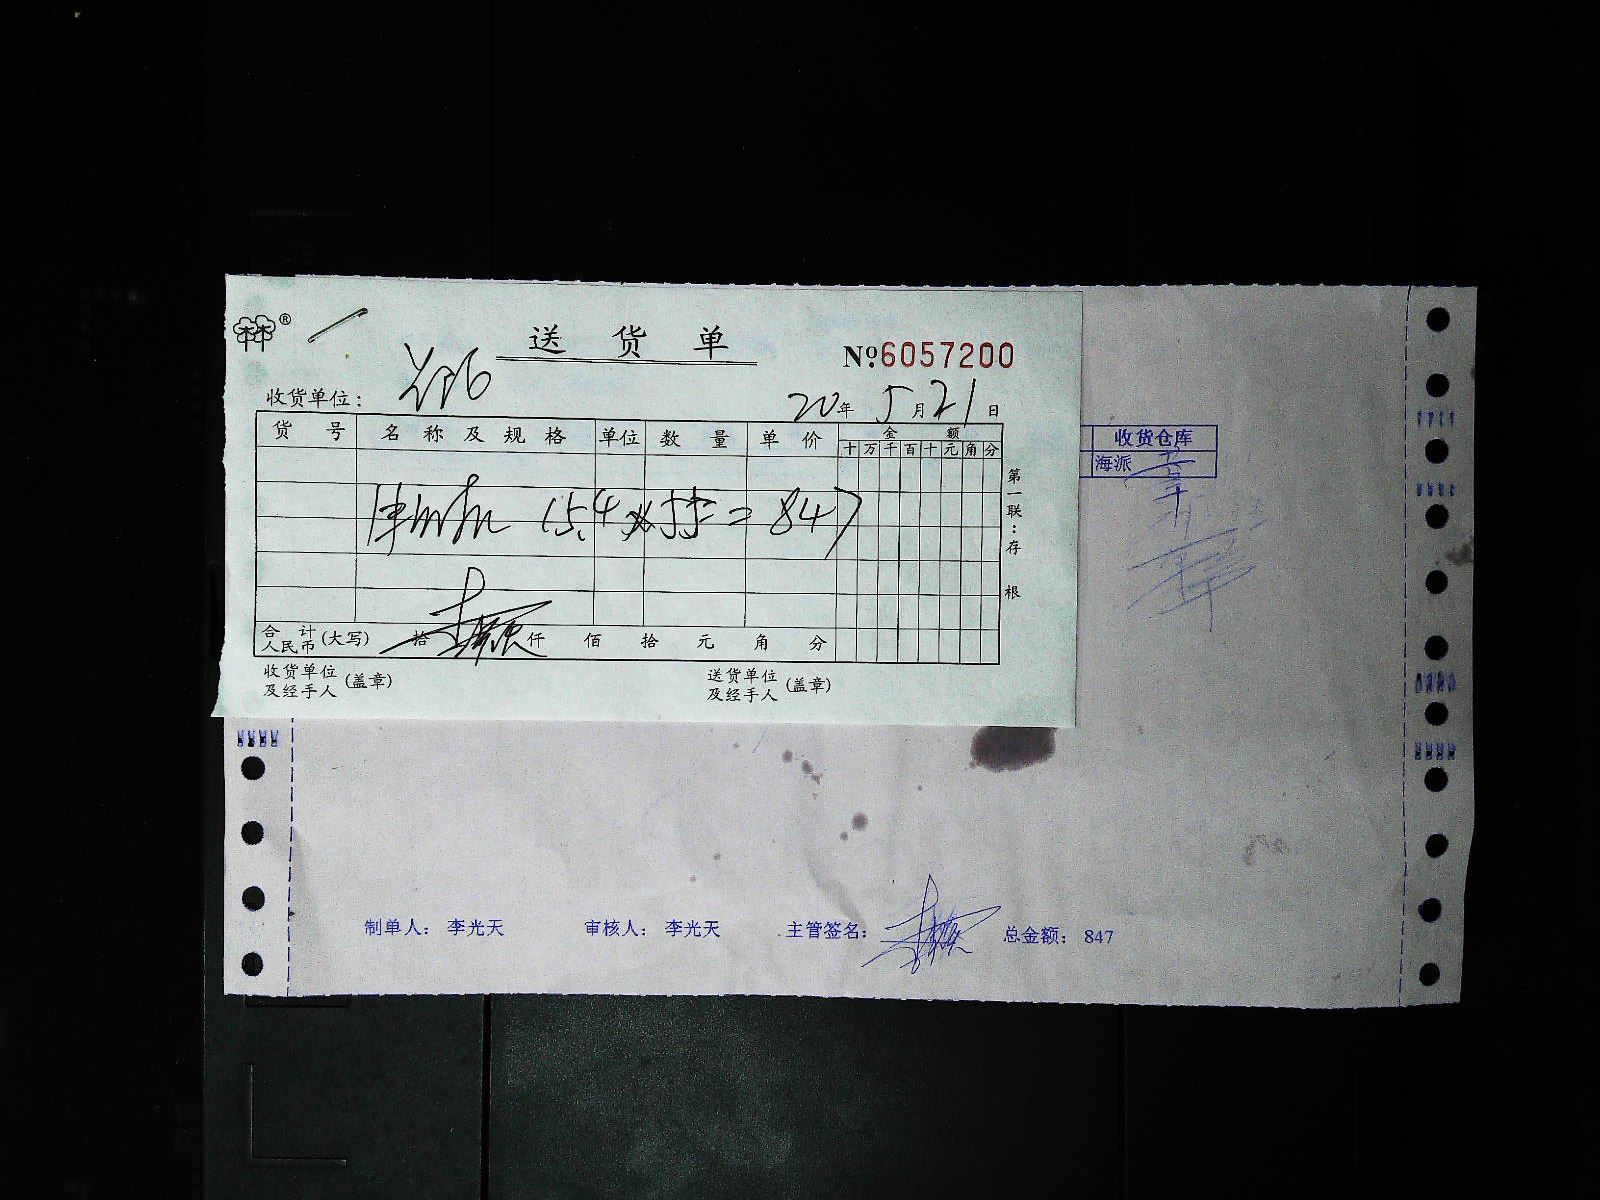 ®
送 货 单
№6057200
收货单位：
20年 5月21日
货 号 名 称 及 规 格 单位 数 量 单 价 金 额
十 万 千 百 十 元 角 分
15.4 × 55 = 847
第一联：存根
合 计
人民币(大写) 拾 仟 佰 拾 元 角 分
收货单位
及经手人 (盖章)
送货单位
及经手人 (盖章)
收货仓库
海派
制单人： 李光天 审核人： 李光天 主管签名： 总金额： 847